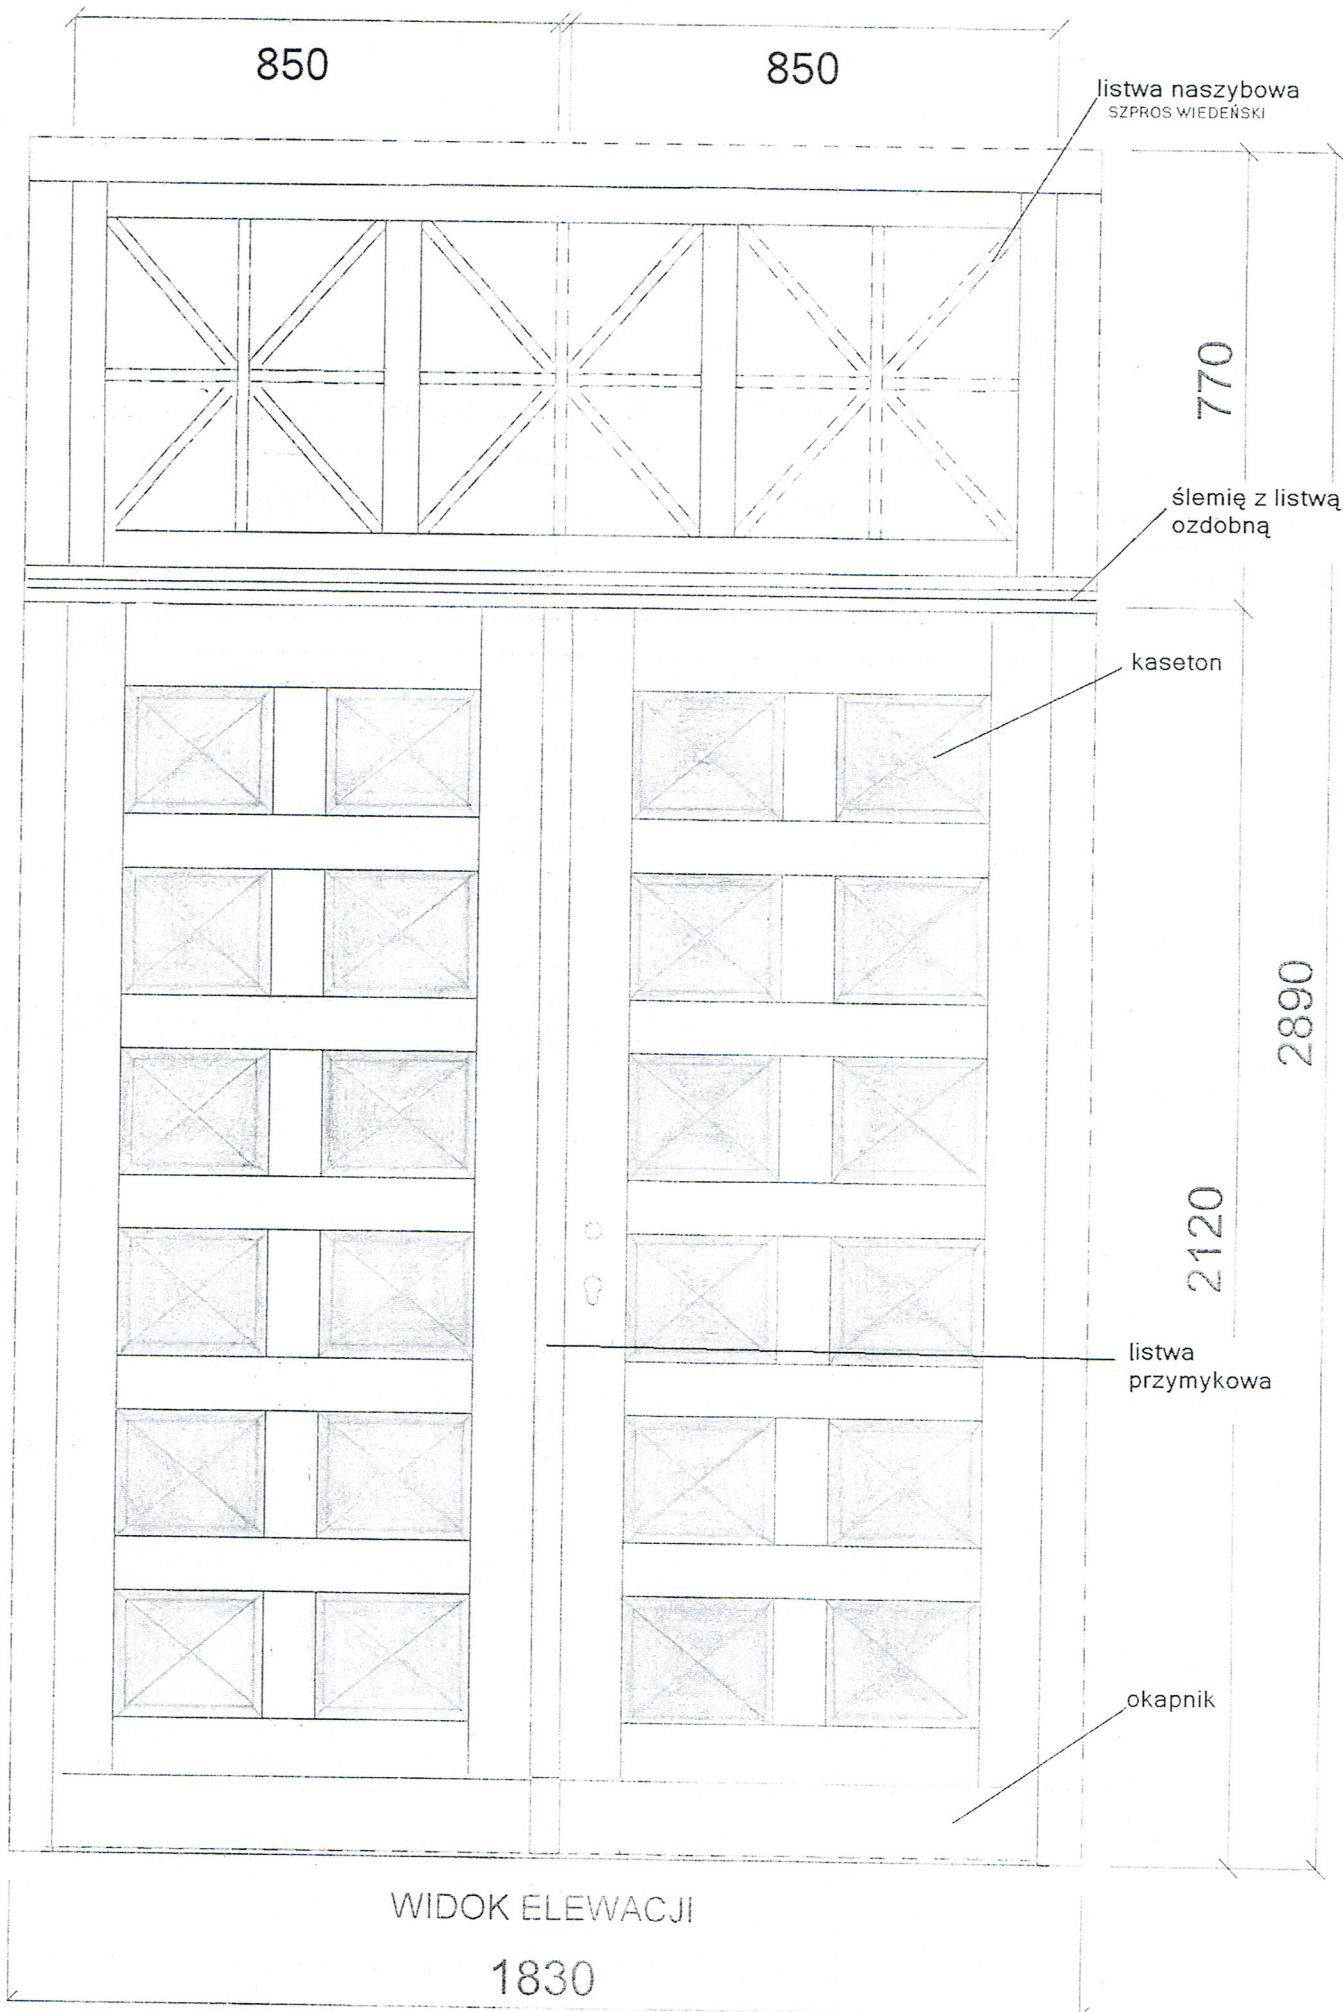 850
850
listwa naszybowa
SZPROS WIEDEŃSKI
770
ślemię z listwą
ozdobną
kaseton
2890
2120
listwa
przymykowa
okapnik
WIDOK ELEWACJI
1830